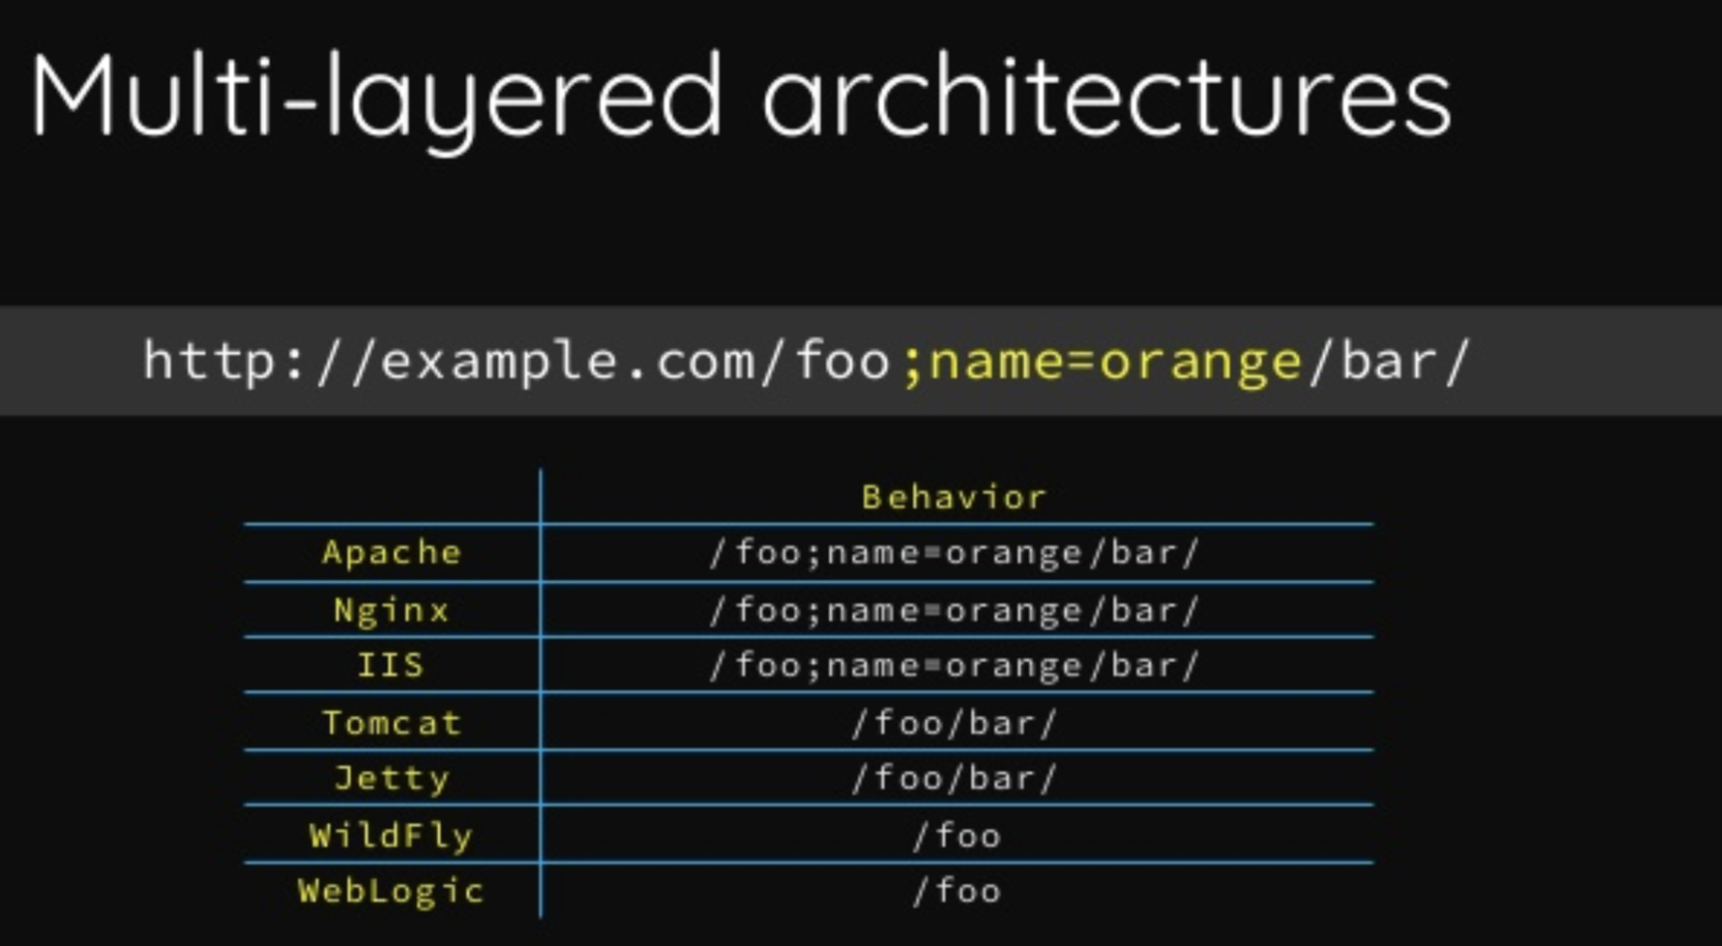 Multi-layered architectures
http://example.com/foo;name=orange/bar/
Behavior
Apache /foo;name=orange/bar/
Nginx /foo;name=orange/bar/
IIS /foo;name=orange/bar/
Tomcat /foo/bar/
Jetty /foo/bar/
WildFly /foo
WebLogic /foo